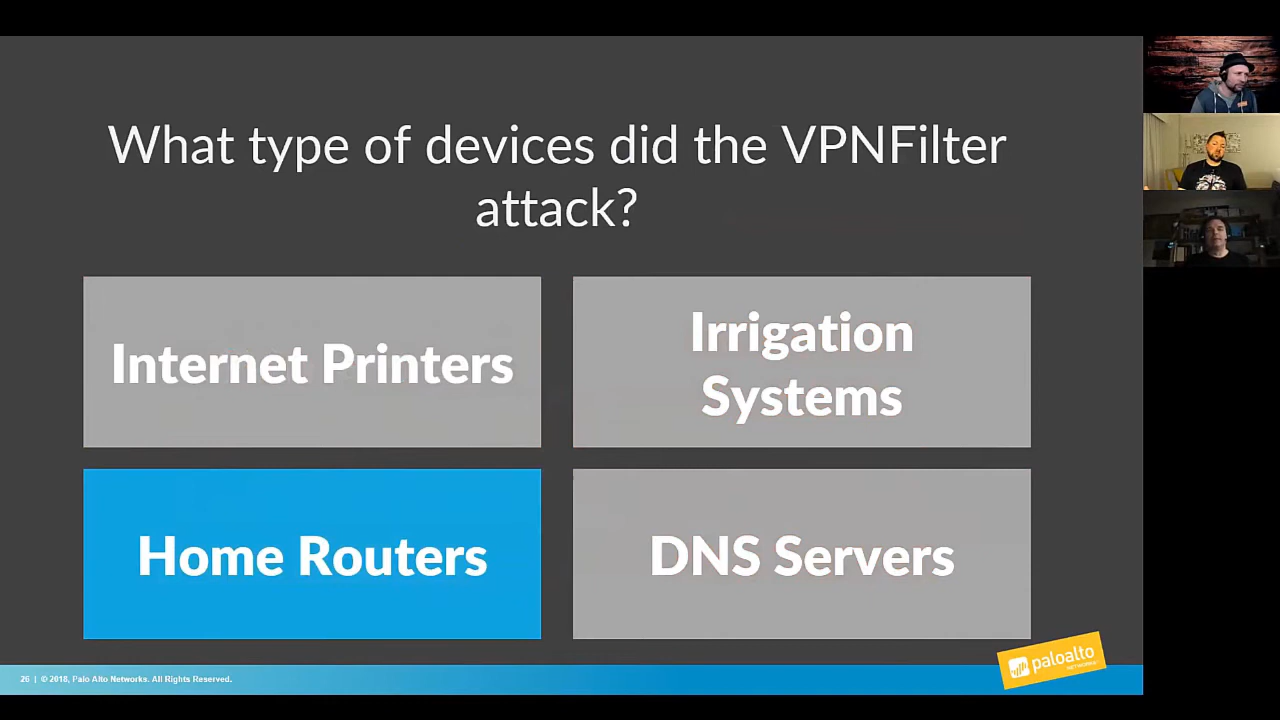 What type of devices did the VPNFilter
attack?
Internet Printers
Irrigation
Systems
Home Routers
DNS Servers
paloalto
NETWORKS
26 | © 2018, Palo Alto Networks. All Rights Reserved.